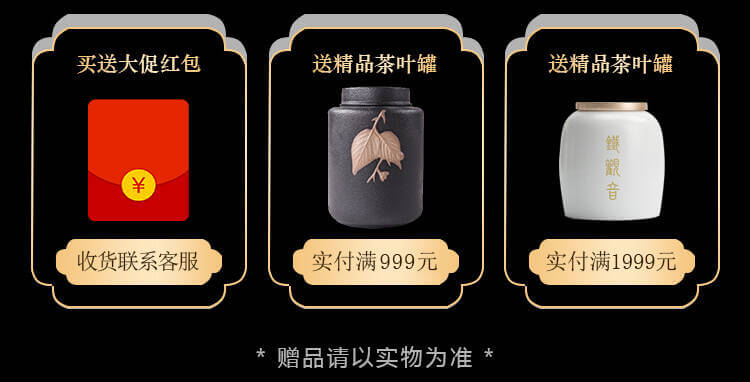 买送大促红包
送精品茶叶罐
送精品茶叶罐
¥
鐵觀音
收货联系客服
实付满999元
实付满1999元
* 赠品请以实物为准 *